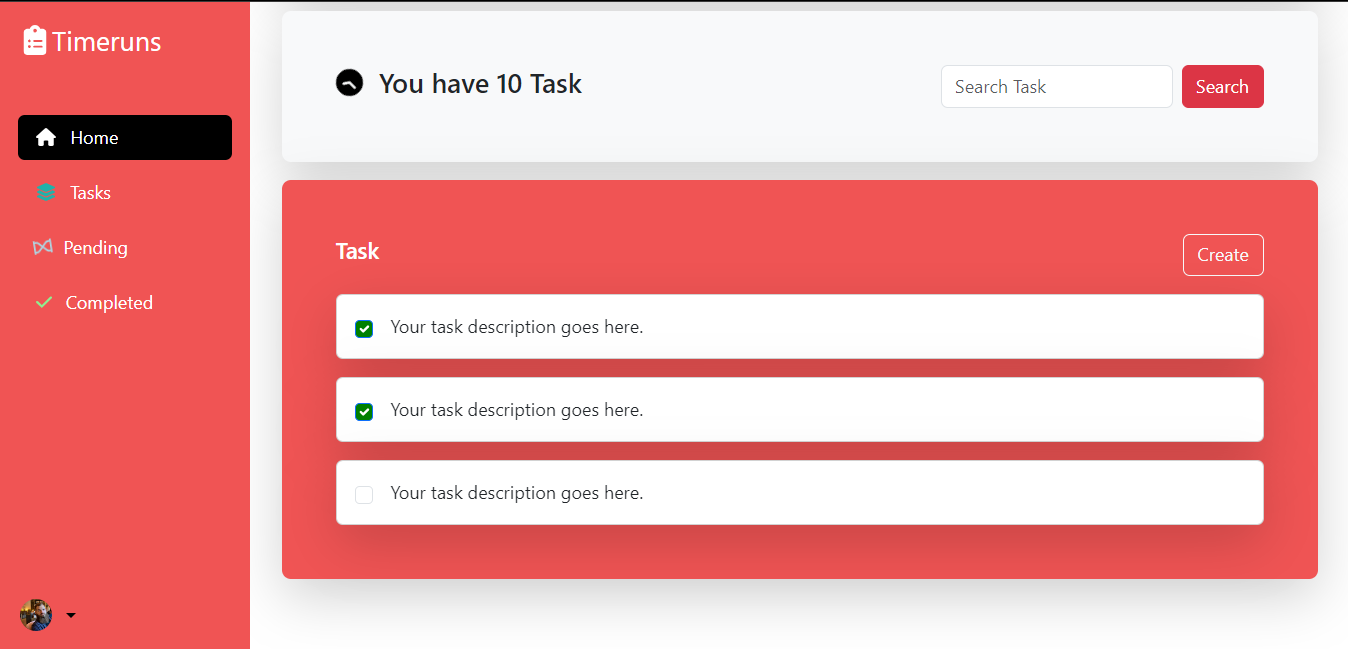 Timeruns
Home
Tasks
Pending
Completed
You have 10 Task
Search Task
Search
Task
Create
Your task description goes here.
Your task description goes here.
Your task description goes here.